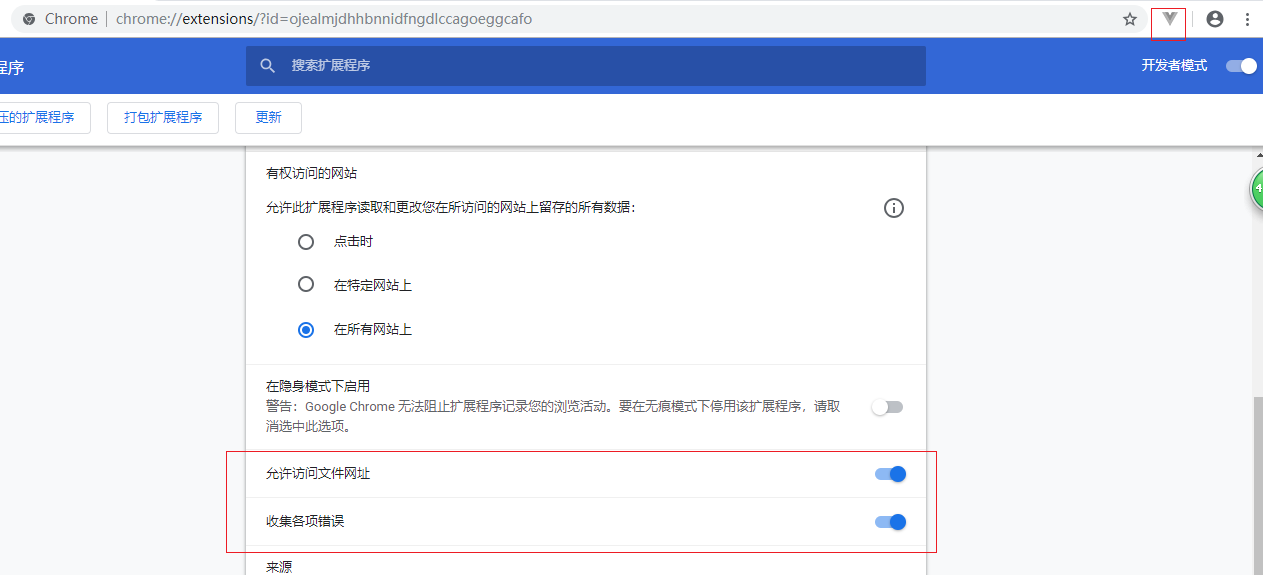 Chrome | chrome://extensions/?id=ojealmjdhhbnnidfngdlccagoeggcafo
程序
搜索扩展程序
开发者模式
压的扩展程序
打包扩展程序
更新
有权访问的网站
允许此扩展程序读取和更改您在所访问的网站上留存的所有数据：
点击时
在特定网站上
在所有网站上
在隐身模式下启用
警告：Google Chrome 无法阻止扩展程序记录您的浏览活动。要在无痕模式下停用该扩展程序，请取
消选中此选项。
允许访问文件网址
收集各项错误
来源
4